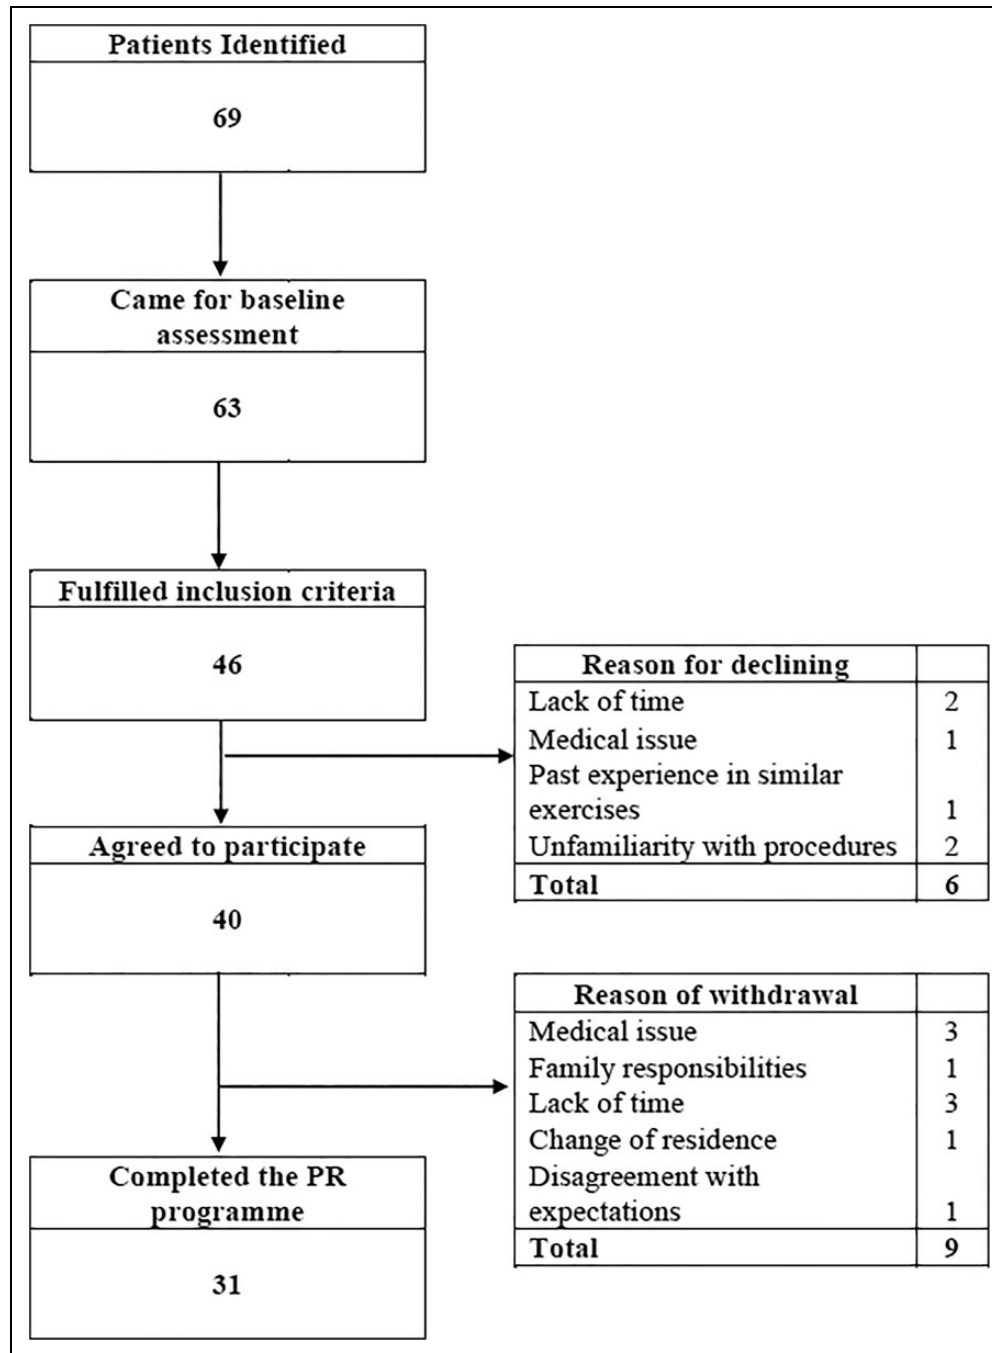 Patients Identified
69
Came for baseline
assessment
63
Fulfilled inclusion criteria
46
Reason for declining
Lack of time 2
Medical issue 1
Past experience in similar
exercises 1
Unfamiliarity with procedures 2
Total 6
Agreed to participate
40
Reason of withdrawal
Medical issue 3
Family responsibilities 1
Lack of time 3
Change of residence 1
Disagreement with
expectations 1
Total 9
Completed the PR
programme
31